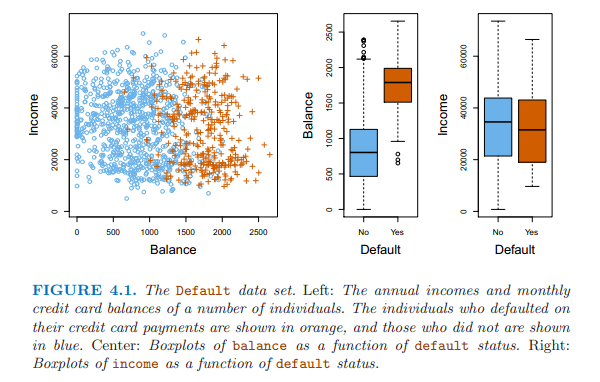 Income
0 20000 40000 60000
0 500 1000 1500 2000 2500
Balance
Balance
0 500 1000 1500 2000 2500
No Yes
Default
Income
0 20000 40000 60000
No Yes
Default
FIGURE 4.1. The Default data set. Left: The annual incomes and monthly
credit card balances of a number of individuals. The individuals who defaulted on
their credit card payments are shown in orange, and those who did not are shown
in blue. Center: Boxplots of balance as a function of default status. Right:
Boxplots of income as a function of default status.